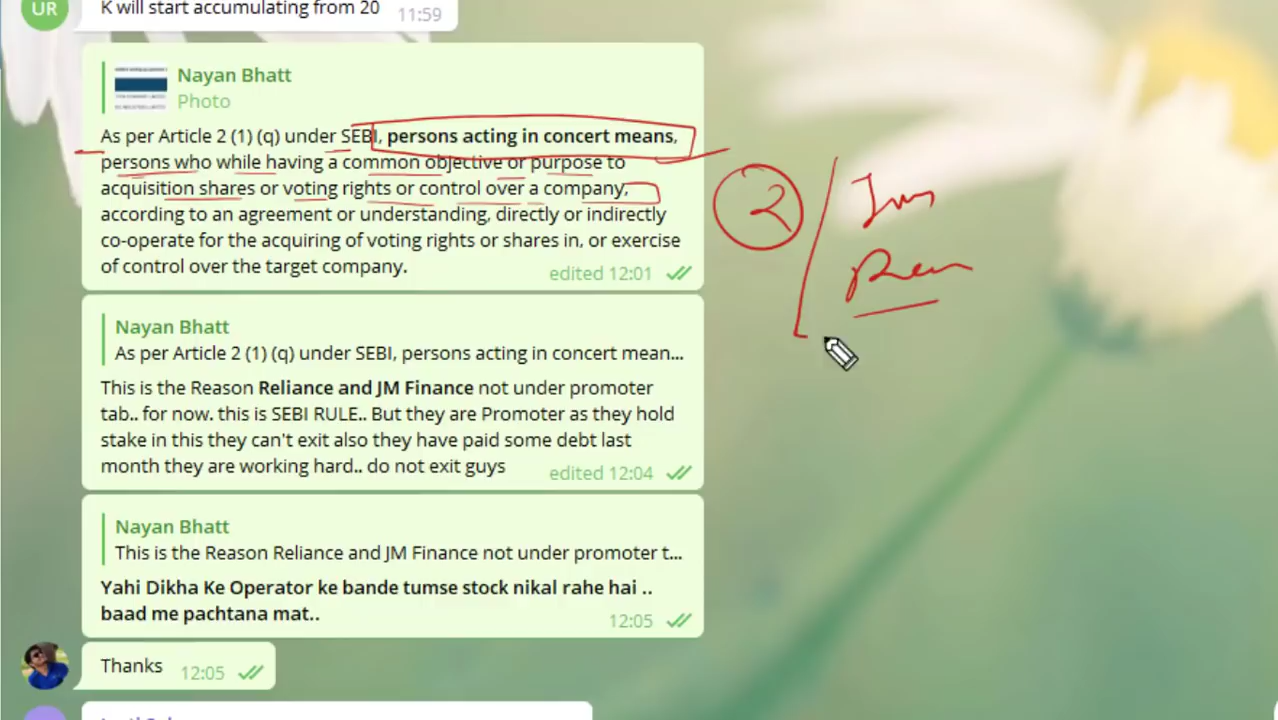 UR
K will start accumulating from 20 11:59
Nayan Bhatt
Photo
As per Article 2 (1) (q) under SEBI, persons acting in concert means,
persons who while having a common objective or purpose to
acquisition shares or voting rights or control over a company,
according to an agreement or understanding, directly or indirectly
co-operate for the acquiring of voting rights or shares in, or exercise
of control over the target company.
edited 12:01
2
Nayan Bhatt
As per Article 2 (1) (q) under SEBI, persons acting in concert mean...
This is the Reason Reliance and JM Finance not under promoter
tab.. for now. this is SEBI RULE.. But they are Promoter as they hold
stake in this they can't exit also they have paid some debt last
month they are working hard.. do not exit guys
edited 12:04
Nayan Bhatt
This is the Reason Reliance and JM Finance not under promoter t...
Yahi Dikha Ke Operator ke bande tumse stock nikal rahe hai ..
baad me pachtana mat..
12:05
Thanks 12:05